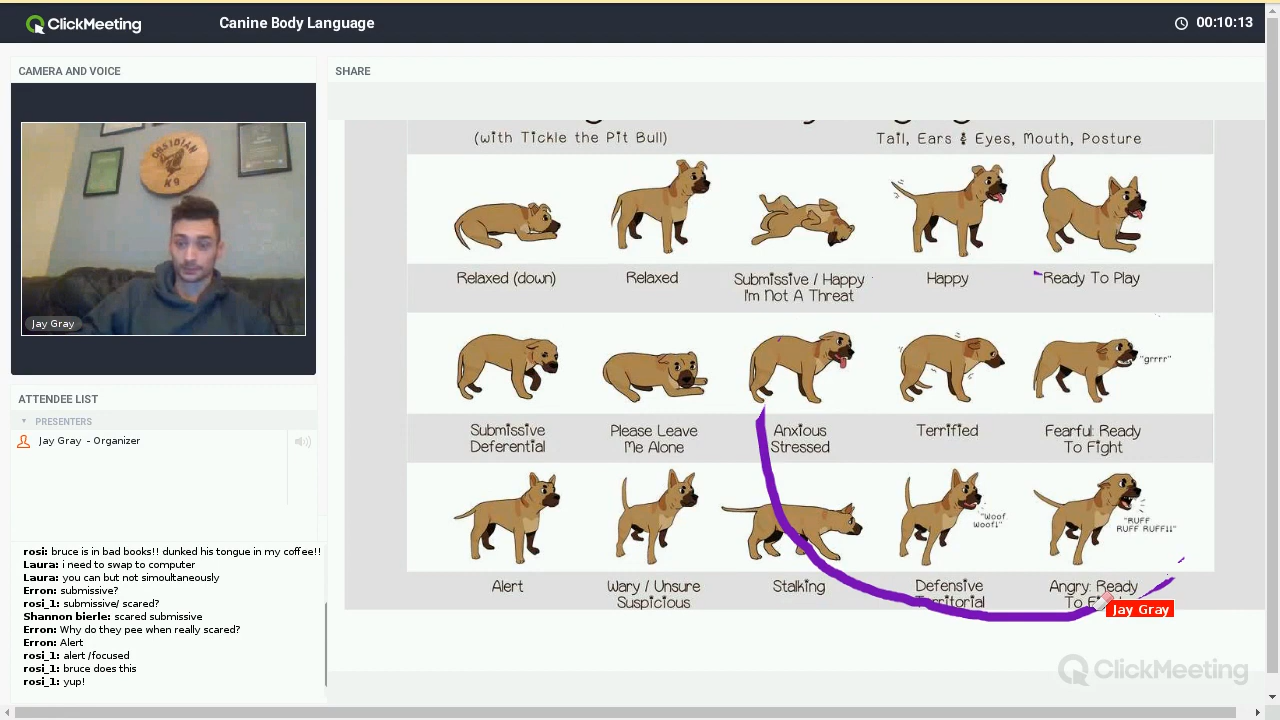 ClickMeeting
Canine Body Language
00:10:13
CAMERA AND VOICE
SHARE
OBSIDIAN
K9
Jay Gray
(with Tickle the Pit Bull)
Tail, Ears & Eyes, Mouth, Posture
Relaxed (down)
Relaxed
Submissive / Happy
I'm Not A Threat
Happy
Ready To Play
"grrrr"
Submissive
Deferential
Please Leave
Me Alone
Anxious
Stressed
Terrified
Fearful: Ready
To Fight
"Woof
Woof!"
"RUFF
RUFF RUFF!!"
Alert
Wary / Unsure
Suspicious
Stalking
Defensive
Territorial
Angry: Ready
To
Jay Gray
ClickMeeting
ATTENDEE LIST
PRESENTERS
Jay Gray - Organizer
rosi: bruce is in bad books!! dunked his tongue in my coffee!!
Laura: i need to swap to computer
Laura: you can but not simoultaneously
Erron: submissive?
rosi_1: submissive/ scared?
Shannon bierle: scared submissive
Erron: Why do they pee when really scared?
Erron: Alert
rosi_1: alert /focused
rosi_1: bruce does this
rosi_1: yup!